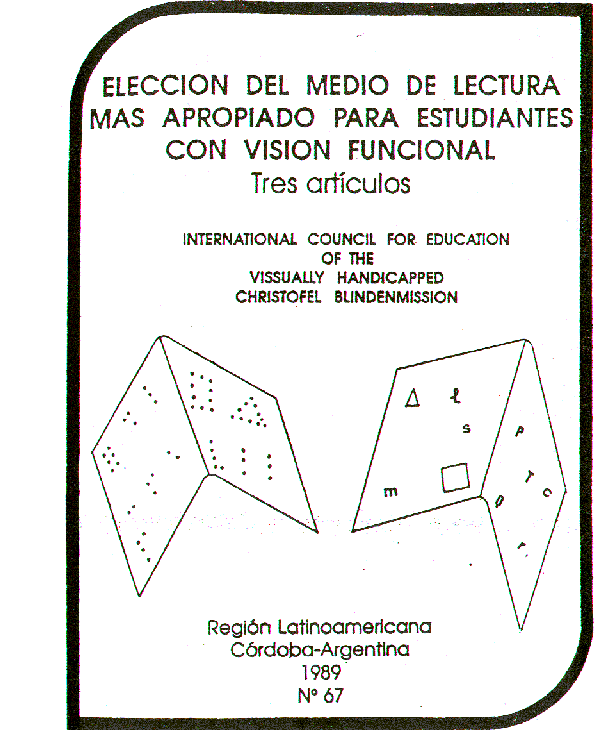 ELECCION DEL MEDIO DE LECTURA
MAS APROPIADO PARA ESTUDIANTES
CON VISION FUNCIONAL
Tres artículos
INTERNATIONAL COUNCIL FOR EDUCATION
OF THE
VISSUALLY HANDICAPPED
CHRISTOFEL BLINDENMISSION
Δ ℓ
s
m
P
T C
r
Región Latinoamericana
Córdoba-Argentina
1989
Nº 67